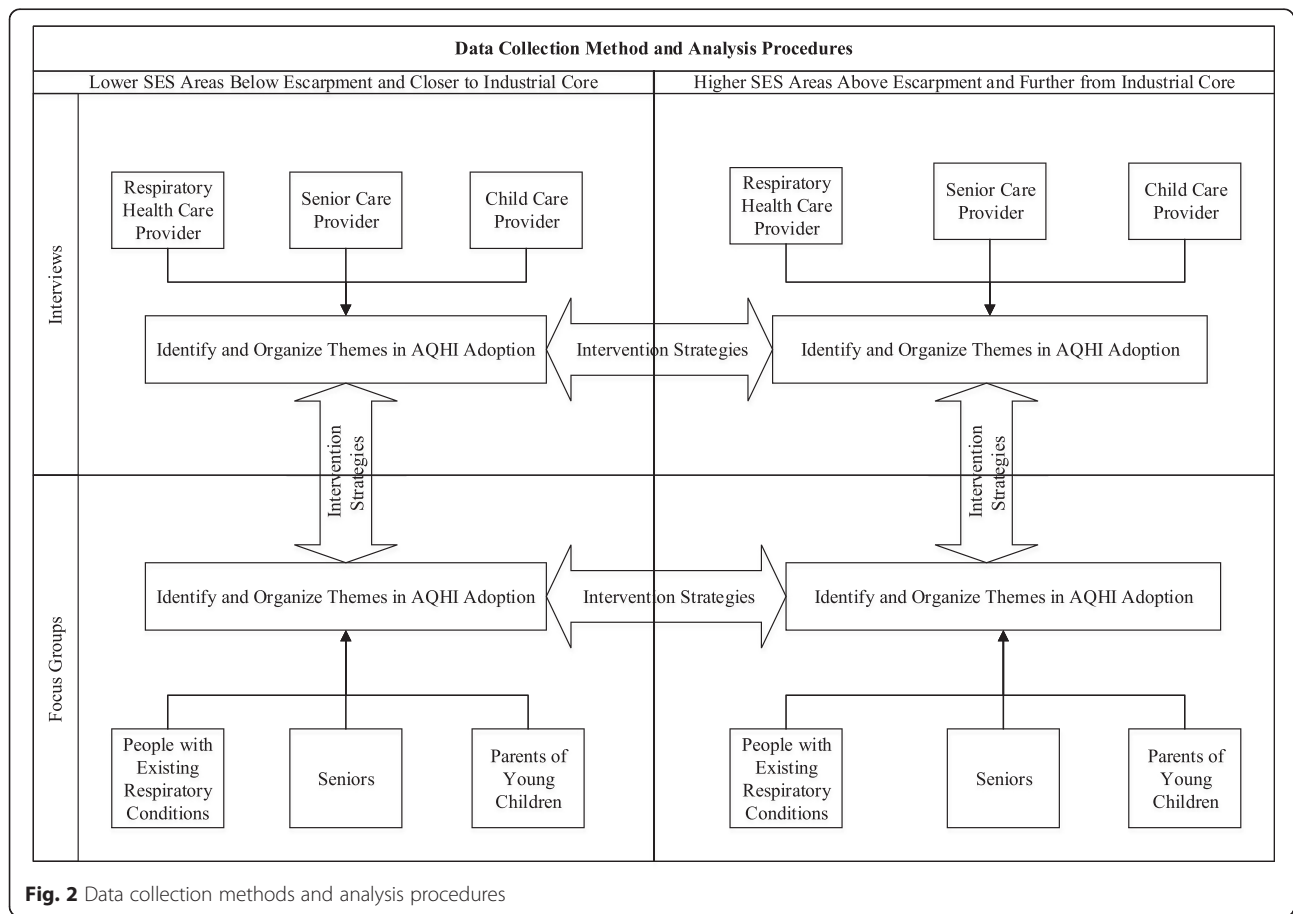 Data Collection Method and Analysis Procedures
Lower SES Areas Below Escarpment and Closer to Industrial Core
Higher SES Areas Above Escarpment and Further from Industrial Core
Interviews
Respiratory
Health Care
Provider
Senior Care
Provider
Child Care
Provider
Respiratory
Health Care
Provider
Senior Care
Provider
Child Care
Provider
Identify and Organize Themes in AQHI Adoption
Intervention Strategies
Identify and Organize Themes in AQHI Adoption
Intervention
Strategies
Intervention
Strategies
Focus Groups
Identify and Organize Themes in AQHI Adoption
Intervention Strategies
Identify and Organize Themes in AQHI Adoption
People with
Existing
Respiratory
Conditions
Seniors
Parents of
Young
Children
People with
Existing
Respiratory
Conditions
Seniors
Parents of
Young
Children
Fig. 2 Data collection methods and analysis procedures